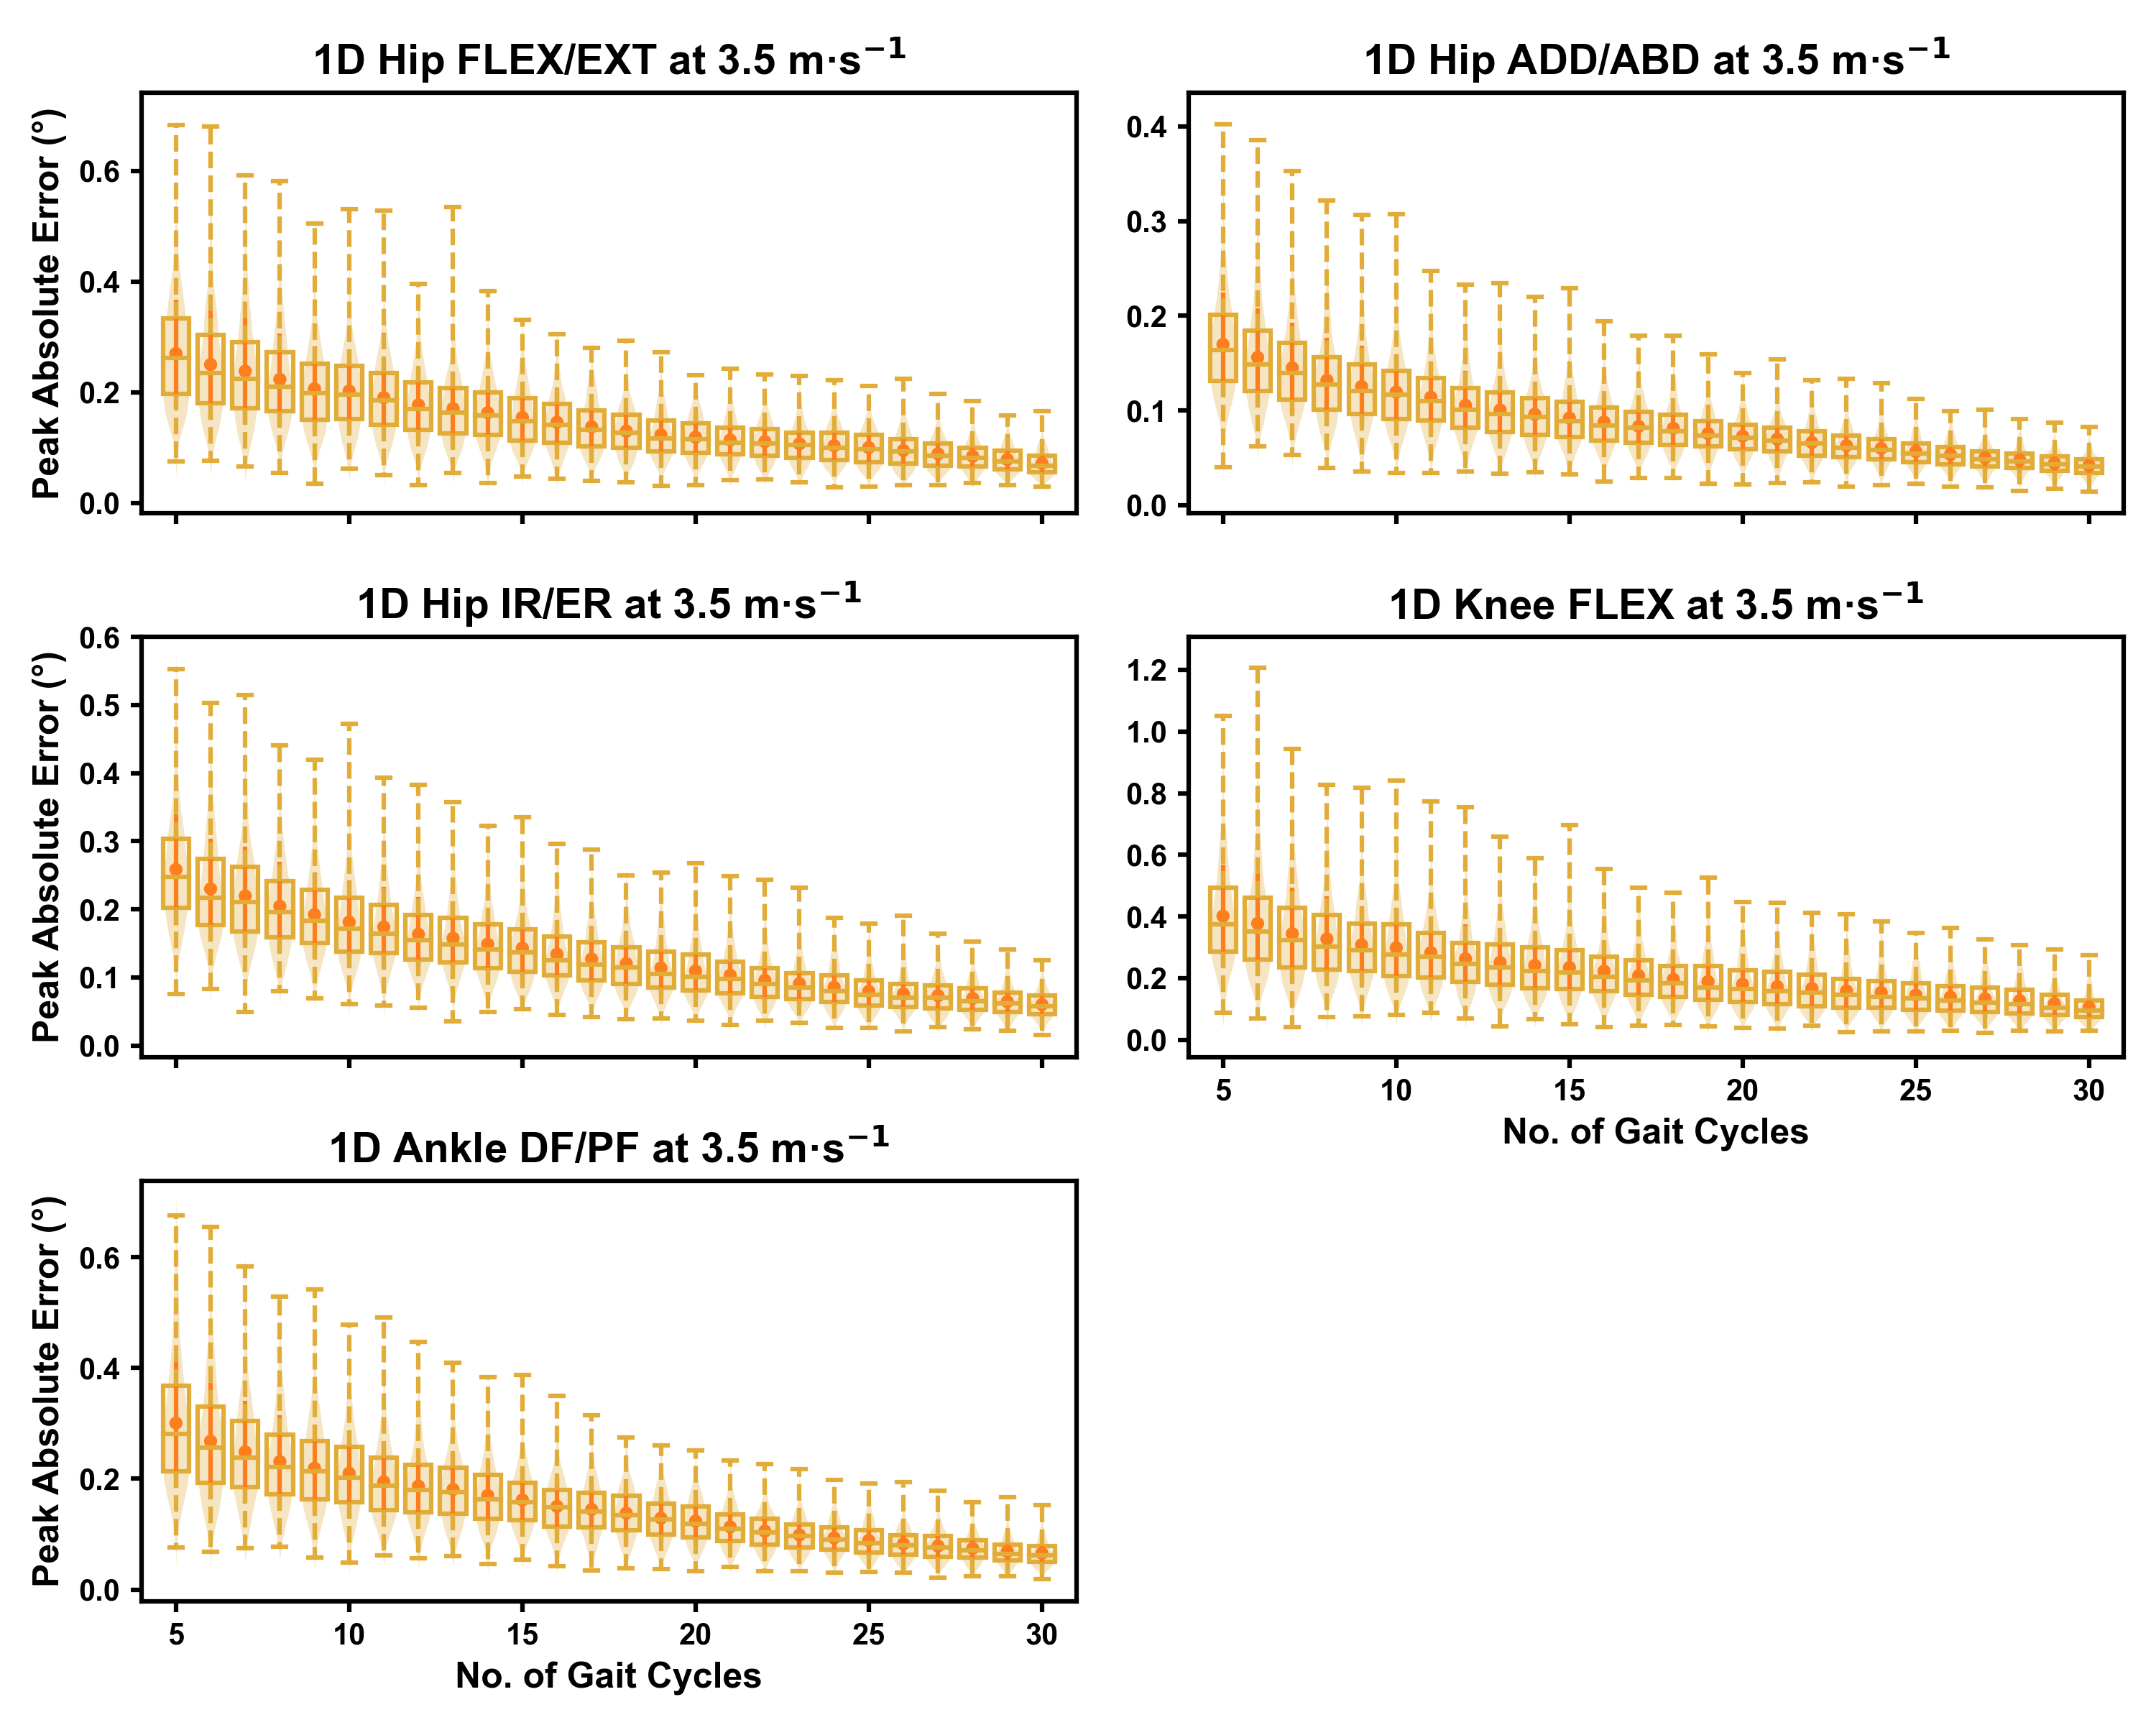 1D Hip FLEX/EXT at 3.5 m·s⁻¹
Peak Absolute Error (°)
0.6
0.4
0.2
0.0
1D Hip ADD/ABD at 3.5 m·s⁻¹
0.4
0.3
0.2
0.1
0.0
1D Hip IR/ER at 3.5 m·s⁻¹
Peak Absolute Error (°)
0.6
0.5
0.4
0.3
0.2
0.1
0.0
1D Knee FLEX at 3.5 m·s⁻¹
1.2
1.0
0.8
0.6
0.4
0.2
0.0
5 10 15 20 25 30
No. of Gait Cycles
1D Ankle DF/PF at 3.5 m·s⁻¹
Peak Absolute Error (°)
0.6
0.4
0.2
0.0
5 10 15 20 25 30
No. of Gait Cycles